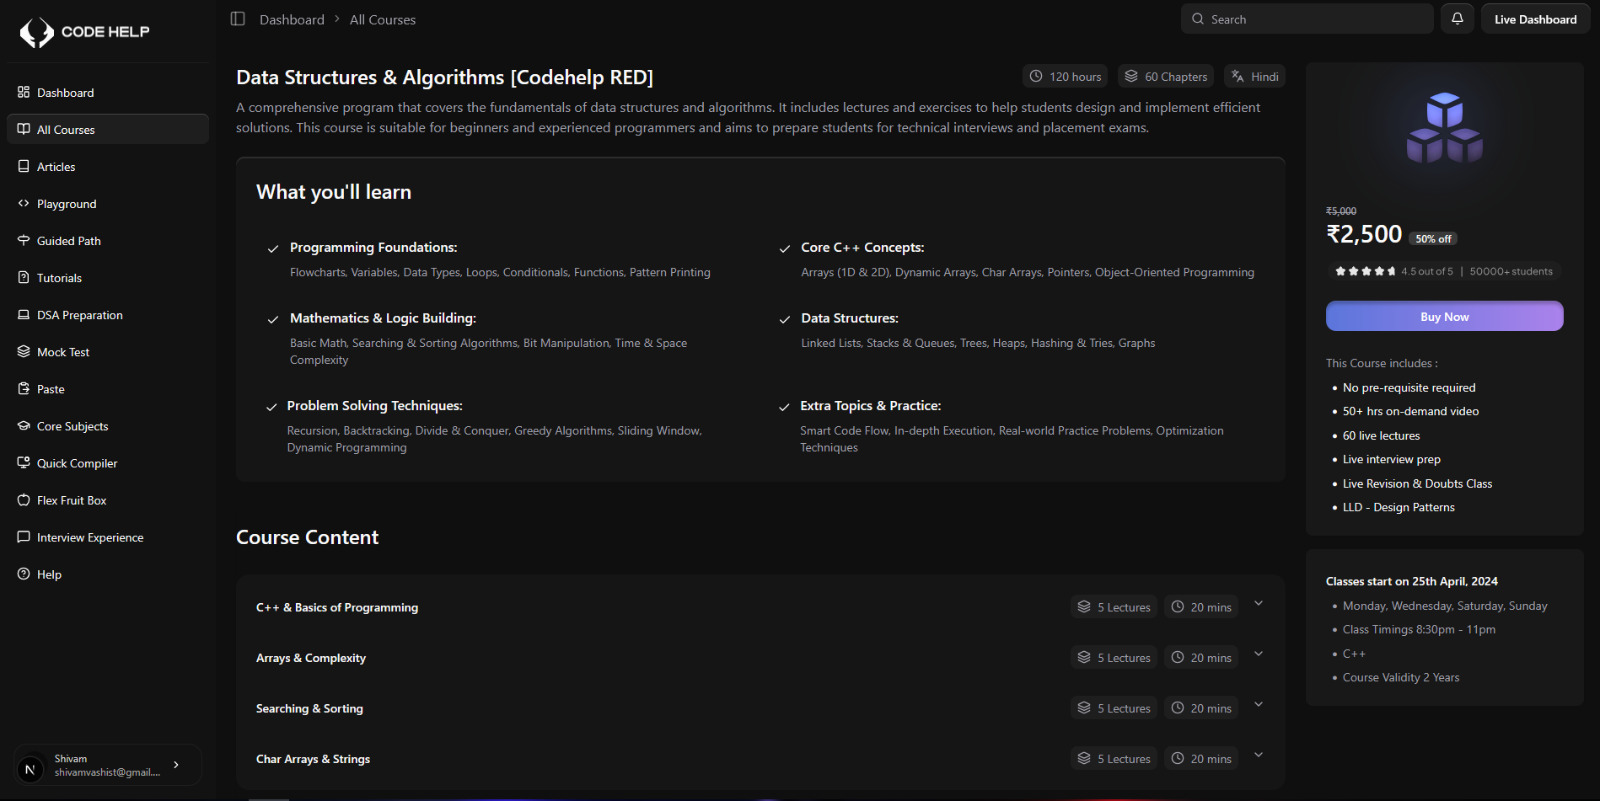 CODE HELP
Dashboard
All Courses
Articles
Playground
Guided Path
Tutorials
DSA Preparation
Mock Test
Paste
Core Subjects
Quick Compiler
Flex Fruit Box
Interview Experience
Help
N
Shivam
shivamvashist@gmail....
Dashboard > All Courses
Search
Live Dashboard
Data Structures & Algorithms [Codehelp RED]
120 hours
60 Chapters
Hindi
A comprehensive program that covers the fundamentals of data structures and algorithms. It includes lectures and exercises to help students design and implement efficient
solutions. This course is suitable for beginners and experienced programmers and aims to prepare students for technical interviews and placement exams.
What you'll learn
Programming Foundations:
Flowcharts, Variables, Data Types, Loops, Conditionals, Functions, Pattern Printing
Core C++ Concepts:
Arrays (1D & 2D), Dynamic Arrays, Char Arrays, Pointers, Object-Oriented Programming
Mathematics & Logic Building:
Basic Math, Searching & Sorting Algorithms, Bit Manipulation, Time & Space
Complexity
Data Structures:
Linked Lists, Stacks & Queues, Trees, Heaps, Hashing & Tries, Graphs
Problem Solving Techniques:
Recursion, Backtracking, Divide & Conquer, Greedy Algorithms, Sliding Window,
Dynamic Programming
Extra Topics & Practice:
Smart Code Flow, In-depth Execution, Real-world Practice Problems, Optimization
Techniques
Course Content
C++ & Basics of Programming
5 Lectures
20 mins
Arrays & Complexity
5 Lectures
20 mins
Searching & Sorting
5 Lectures
20 mins
Char Arrays & Strings
5 Lectures
20 mins
₹5,000
₹2,500 50% off
4.5 out of 5 | 50000+ students
Buy Now
This Course includes :
• No pre-requisite required
• 50+ hrs on-demand video
• 60 live lectures
• Live interview prep
• Live Revision & Doubts Class
• LLD - Design Patterns
Classes start on 25th April, 2024
• Monday, Wednesday, Saturday, Sunday
• Class Timings 8:30pm - 11pm
• C++
• Course Validity 2 Years